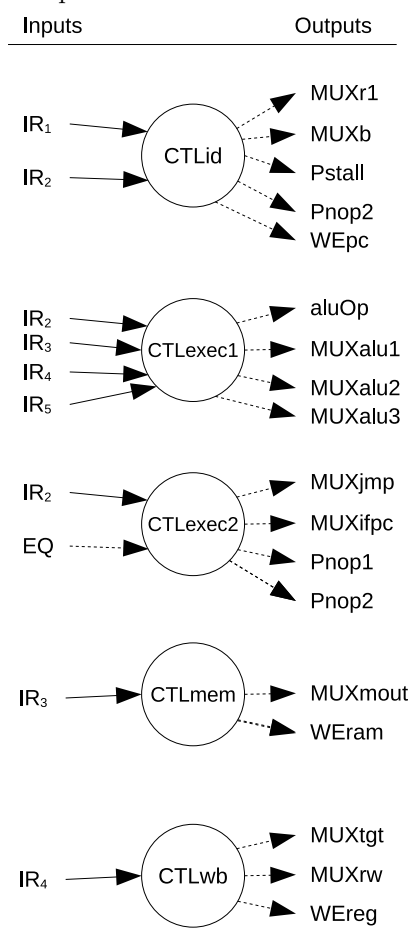 Inputs Outputs
IR₁ CTLid MUXr1
IR₂ MUXb
Pstall
Pnop2
WEpc
IR₂ CTLexec1 aluOp
IR₃ MUXalu1
IR₄ MUXalu2
IR₅ MUXalu3
IR₂ CTLexec2 MUXjmp
EQ MUXifpc
Pnop1
Pnop2
IR₃ CTLmem MUXmout
WEram
IR₄ CTLwb MUXtgt
MUXrw
WEreg